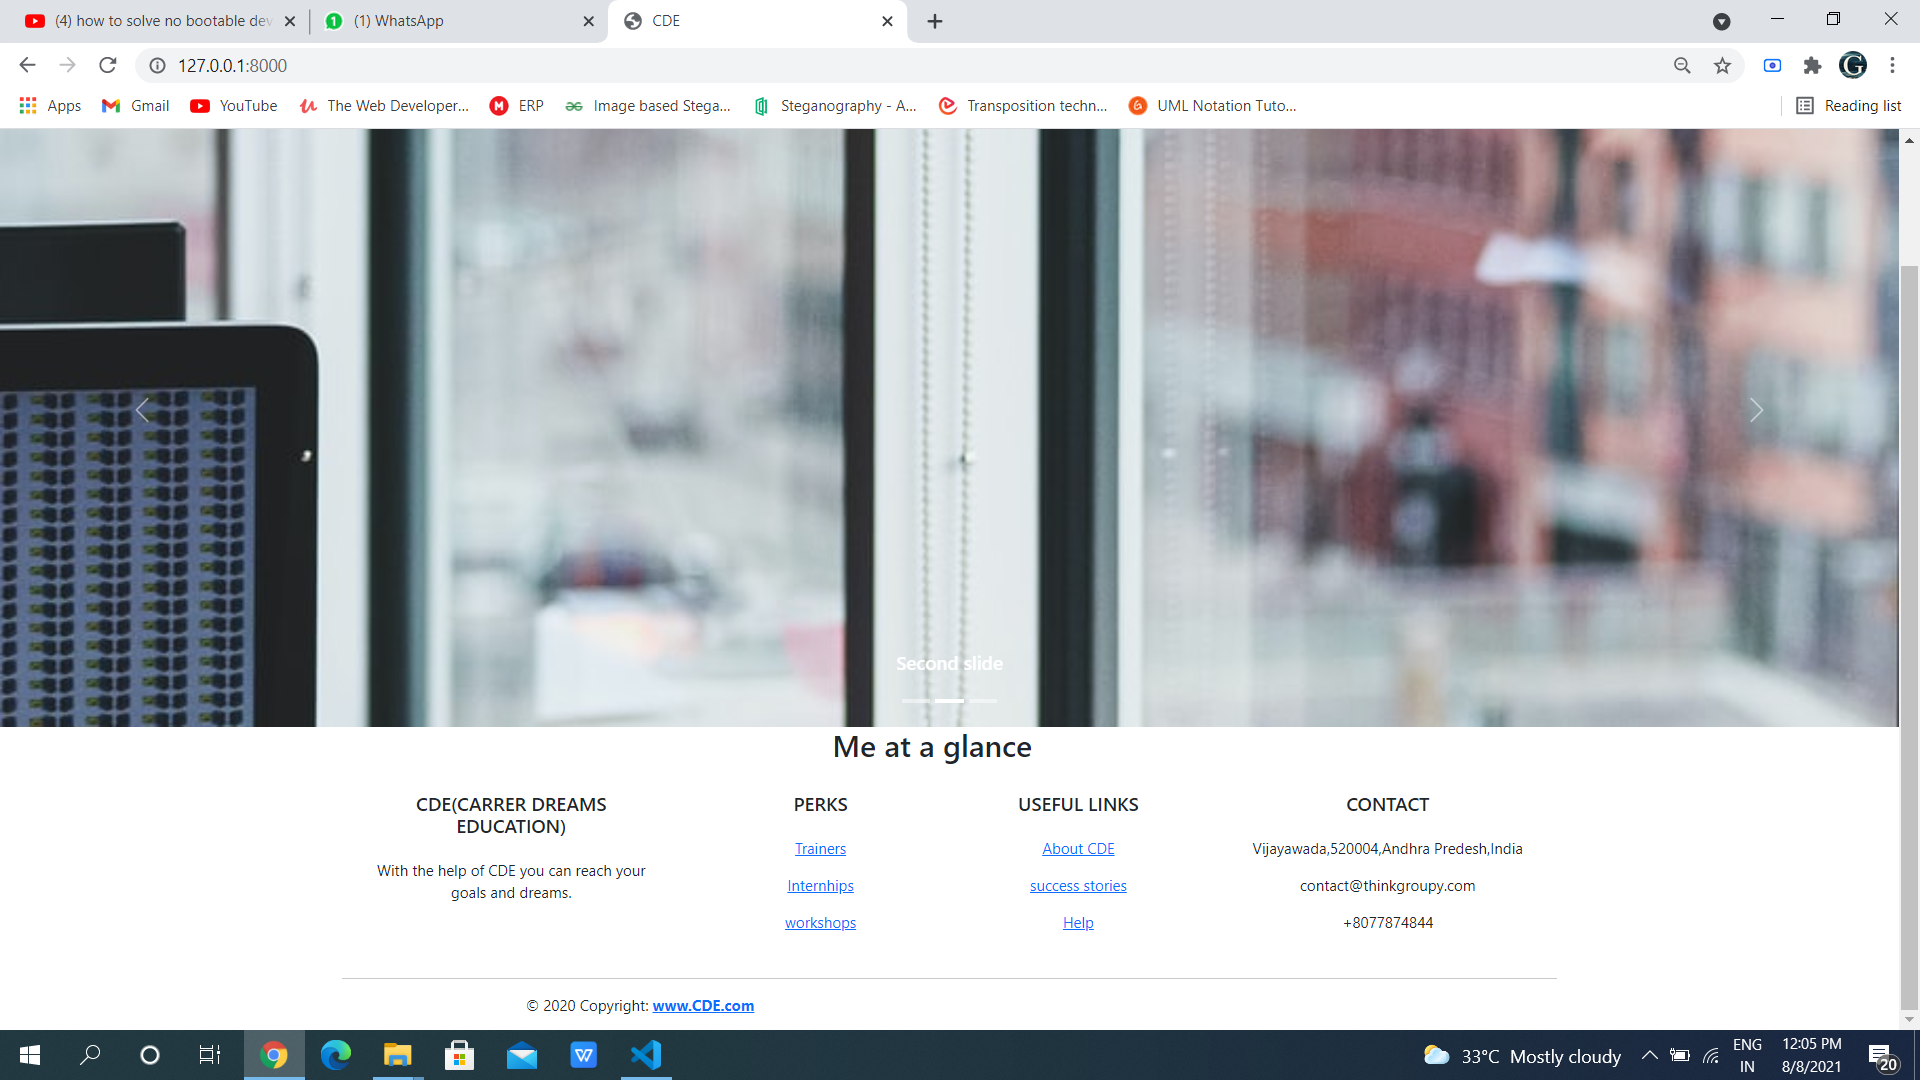 (4) how to solve no bootable dev
(1) WhatsApp
CDE
127.0.0.1:8000
Apps
Gmail
YouTube
The Web Developer...
ERP
Image based Stega...
Steganography - A...
Transposition techn...
UML Notation Tuto...
Reading list
Second slide
Me at a glance
CDE(CARRER DREAMS
EDUCATION)
With the help of CDE you can reach your
goals and dreams.
PERKS
Trainers
Internhips
workshops
USEFUL LINKS
About CDE
success stories
Help
CONTACT
Vijayawada,520004,Andhra Predesh,India
contact@thinkgroupy.com
+8077874844
© 2020 Copyright: www.CDE.com
33°C Mostly cloudy
ENG
IN
12:05 PM
8/8/2021
20